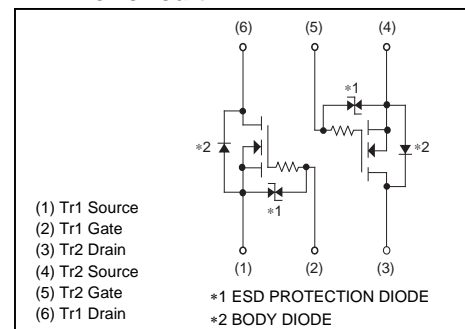 (6) (5) (4)
∗1
∗2
∗2
∗1
(1) Tr1 Source
(2) Tr1 Gate
(3) Tr2 Drain
(4) Tr2 Source
(5) Tr2 Gate
(6) Tr1 Drain
(1) (2) (3)
∗1 ESD PROTECTION DIODE
∗2 BODY DIODE